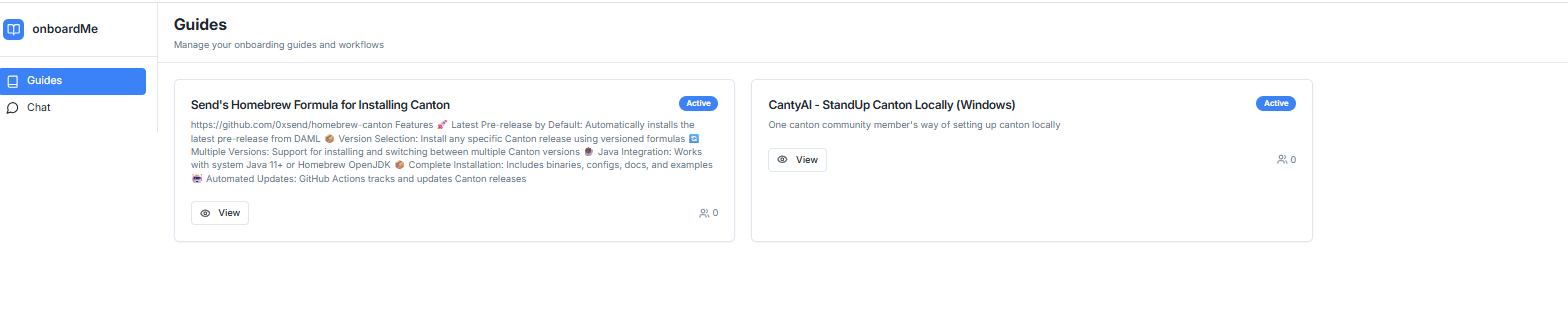 onboardMe
Guides
Chat
Guides
Manage your onboarding guides and workflows
Send's Homebrew Formula for Installing Canton
Active
https://github.com/0xsend/homebrew-canton Features 🚀 Latest Pre-release by Default: Automatically installs the
latest pre-release from DAML 📦 Version Selection: Install any specific Canton release using versioned formulas 🔄
Multiple Versions: Support for installing and switching between multiple Canton versions Java Integration: Works
with system Java 11+ or Homebrew OpenJDK 📦 Complete Installation: Includes binaries, configs, docs, and examples
Automated Updates: GitHub Actions tracks and updates Canton releases
View
0
CantyAI - StandUp Canton Locally (Windows)
Active
One canton community member's way of setting up canton locally
View
0